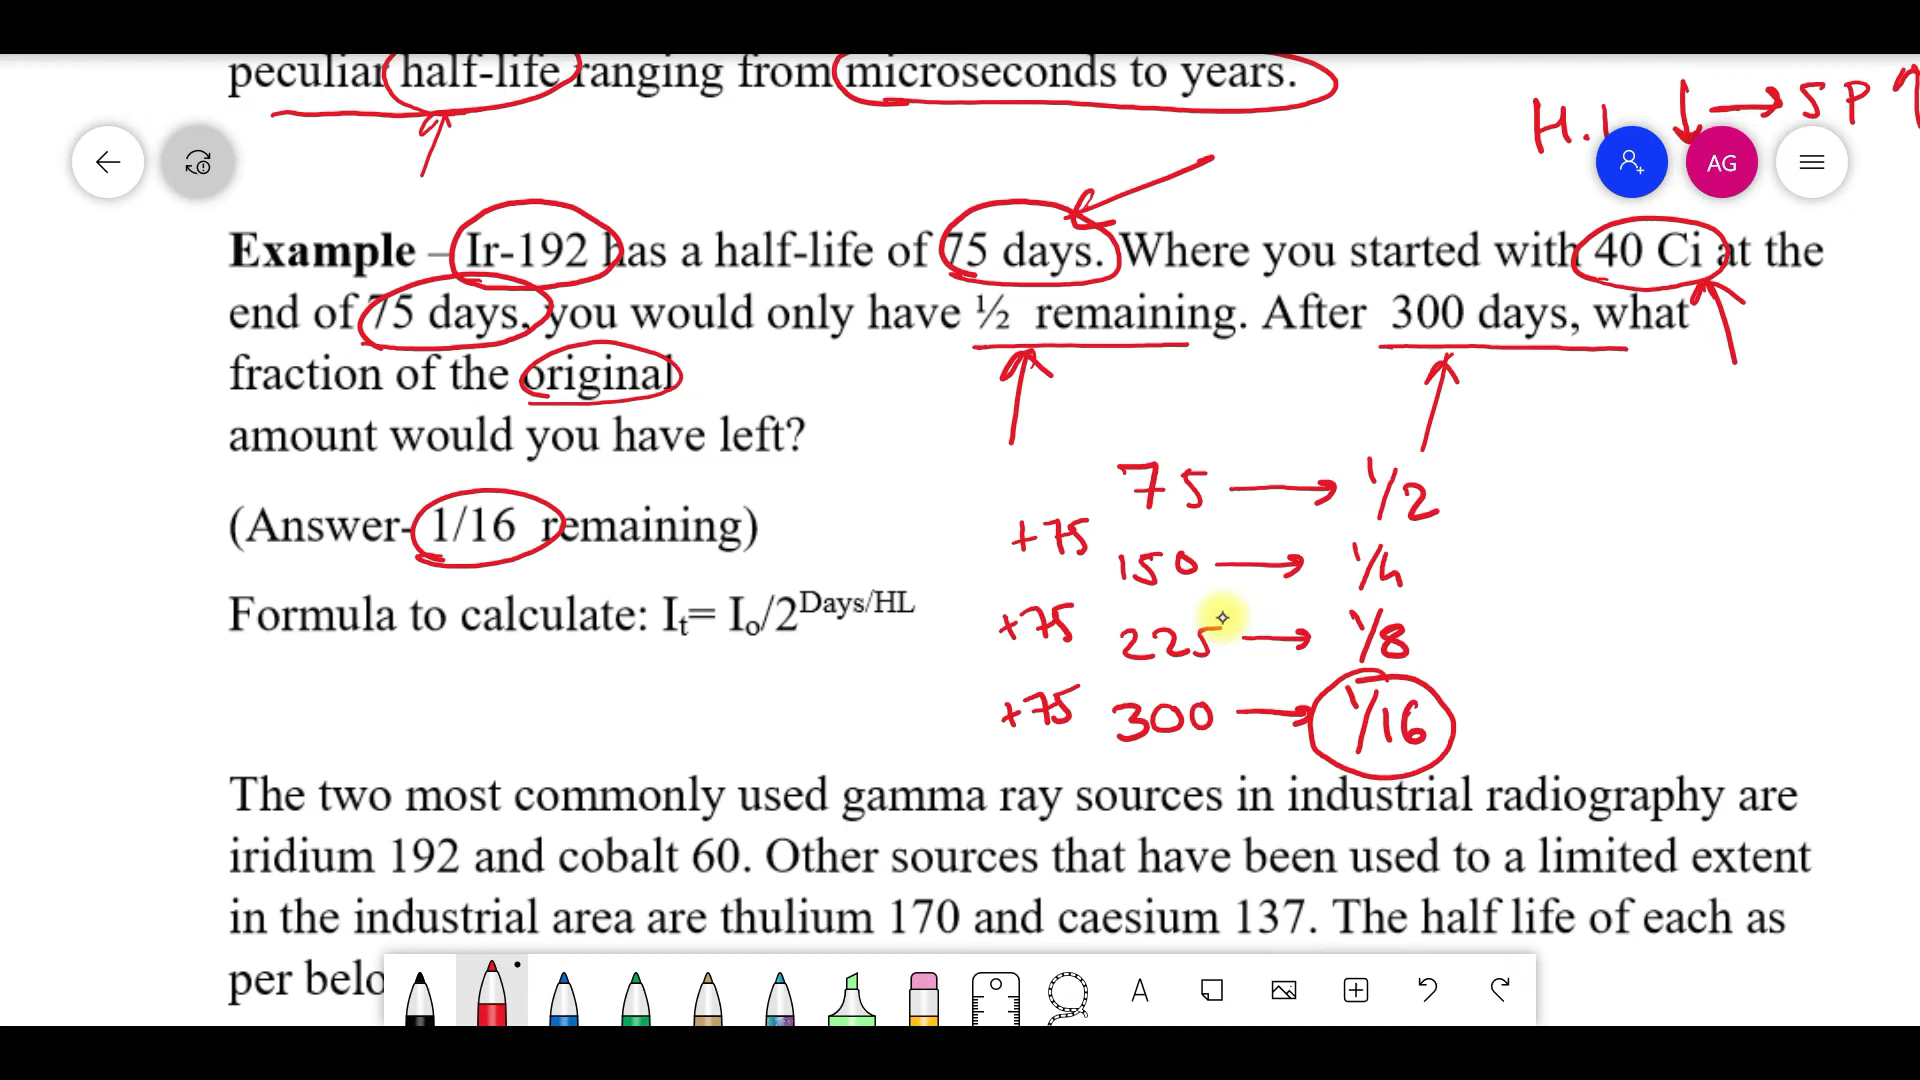 peculiar half-life ranging from microseconds to years.
H.L ↓ → SP ↑
AG
Example – Ir-192 has a half-life of 75 days. Where you started with 40 Ci at the
end of 75 days, you would only have ½ remaining. After 300 days, what
fraction of the original
amount would you have left?
75 → 1/2
(Answer- 1/16 remaining)
+75 150 → 1/4
Formula to calculate: It= Io/2^Days/HL
+75 225 → 1/8
+75 300 → 1/16
The two most commonly used gamma ray sources in industrial radiography are
iridium 192 and cobalt 60. Other sources that have been used to a limited extent
in the industrial area are thulium 170 and caesium 137. The half life of each as
per belo
A